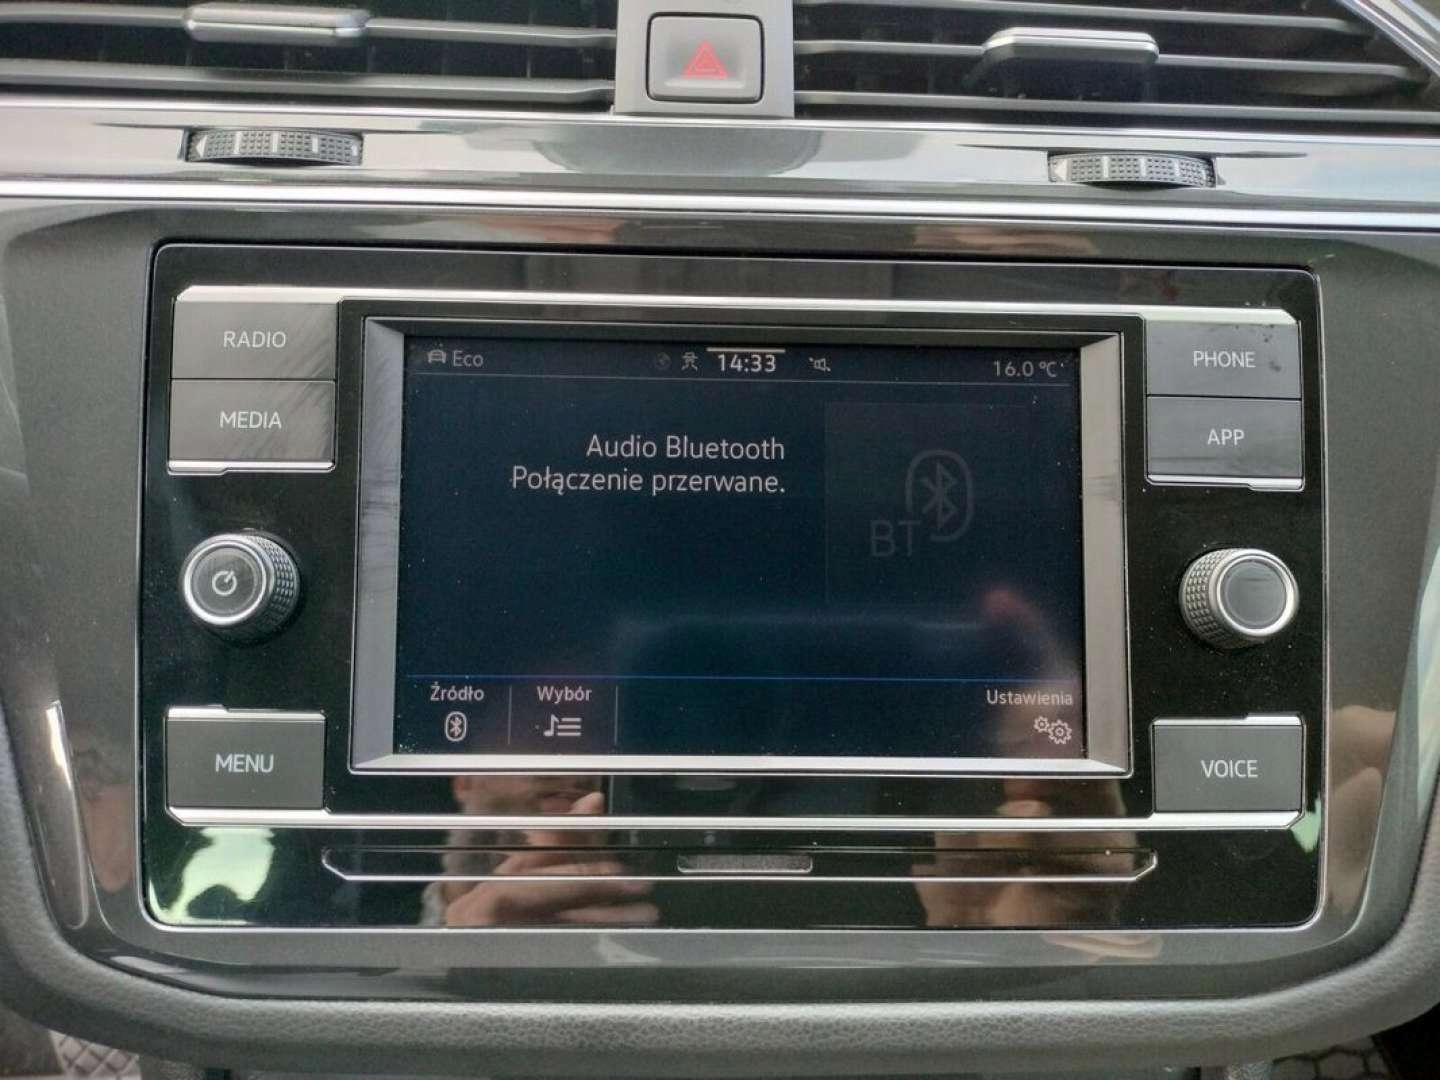 RADIO
MEDIA
MENU
PHONE
APP
VOICE
Eco
14:33
16.0 °C
Audio Bluetooth
Połączenie przerwane.
BT
Źródło
Wybór
Ustawienia